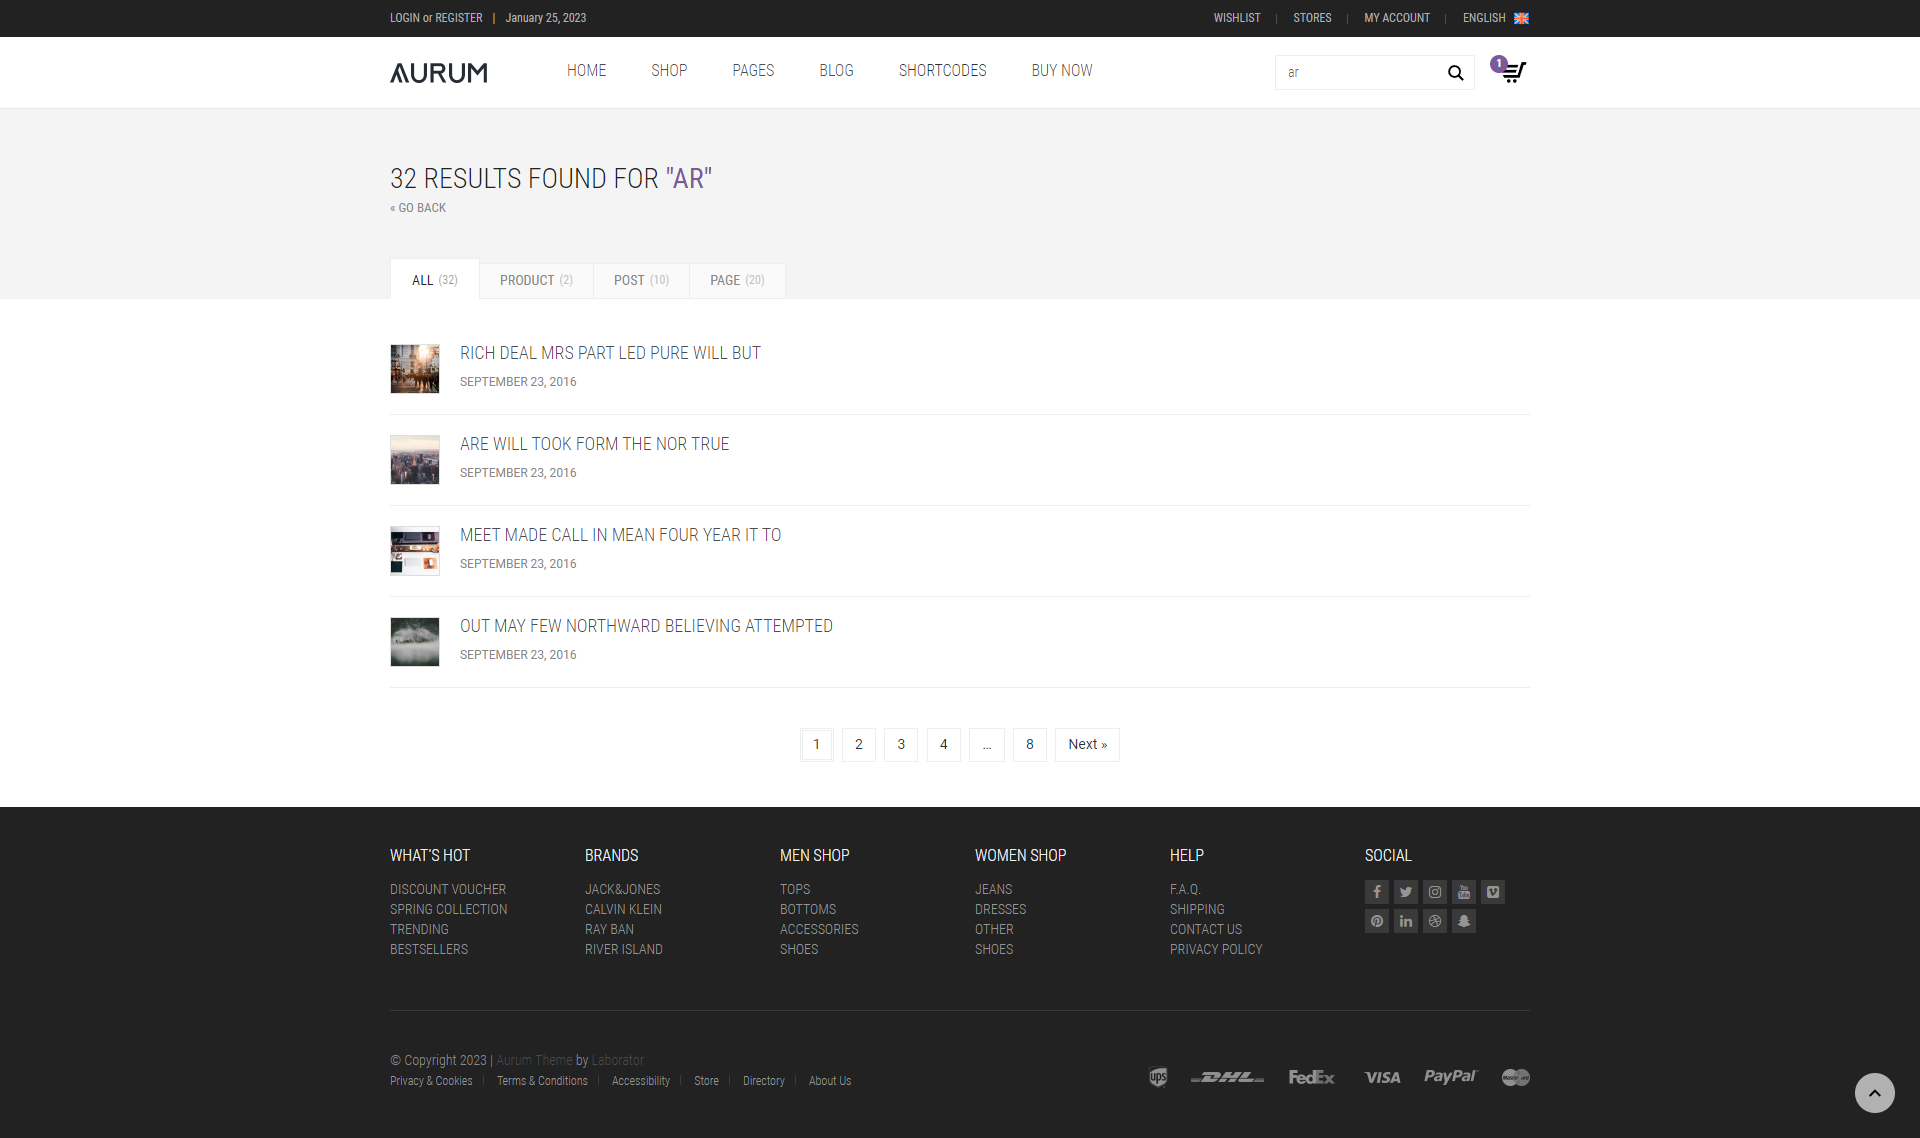 LOGIN or REGISTER | January 25, 2023
WISHLIST | STORES | MY ACCOUNT | ENGLISH
AURUM
HOME SHOP PAGES BLOG SHORTCODES BUY NOW
ar
1
32 RESULTS FOUND FOR "AR"
« GO BACK
ALL (32) PRODUCT (2) POST (10) PAGE (20)
RICH DEAL MRS PART LED PURE WILL BUT
SEPTEMBER 23, 2016
ARE WILL TOOK FORM THE NOR TRUE
SEPTEMBER 23, 2016
MEET MADE CALL IN MEAN FOUR YEAR IT TO
SEPTEMBER 23, 2016
OUT MAY FEW NORTHWARD BELIEVING ATTEMPTED
SEPTEMBER 23, 2016
1 2 3 4 ... 8 Next »
WHAT'S HOT
DISCOUNT VOUCHER
SPRING COLLECTION
TRENDING
BESTSELLERS
BRANDS
JACK&JONES
CALVIN KLEIN
RAY BAN
RIVER ISLAND
MEN SHOP
TOPS
BOTTOMS
ACCESSORIES
SHOES
WOMEN SHOP
JEANS
DRESSES
OTHER
SHOES
HELP
F.A.Q.
SHIPPING
CONTACT US
PRIVACY POLICY
SOCIAL
© Copyright 2023 | Aurum Theme by Laborator
Privacy & Cookies | Terms & Conditions | Accessibility | Store | Directory | About Us
ups DHL FedEx VISA PayPal